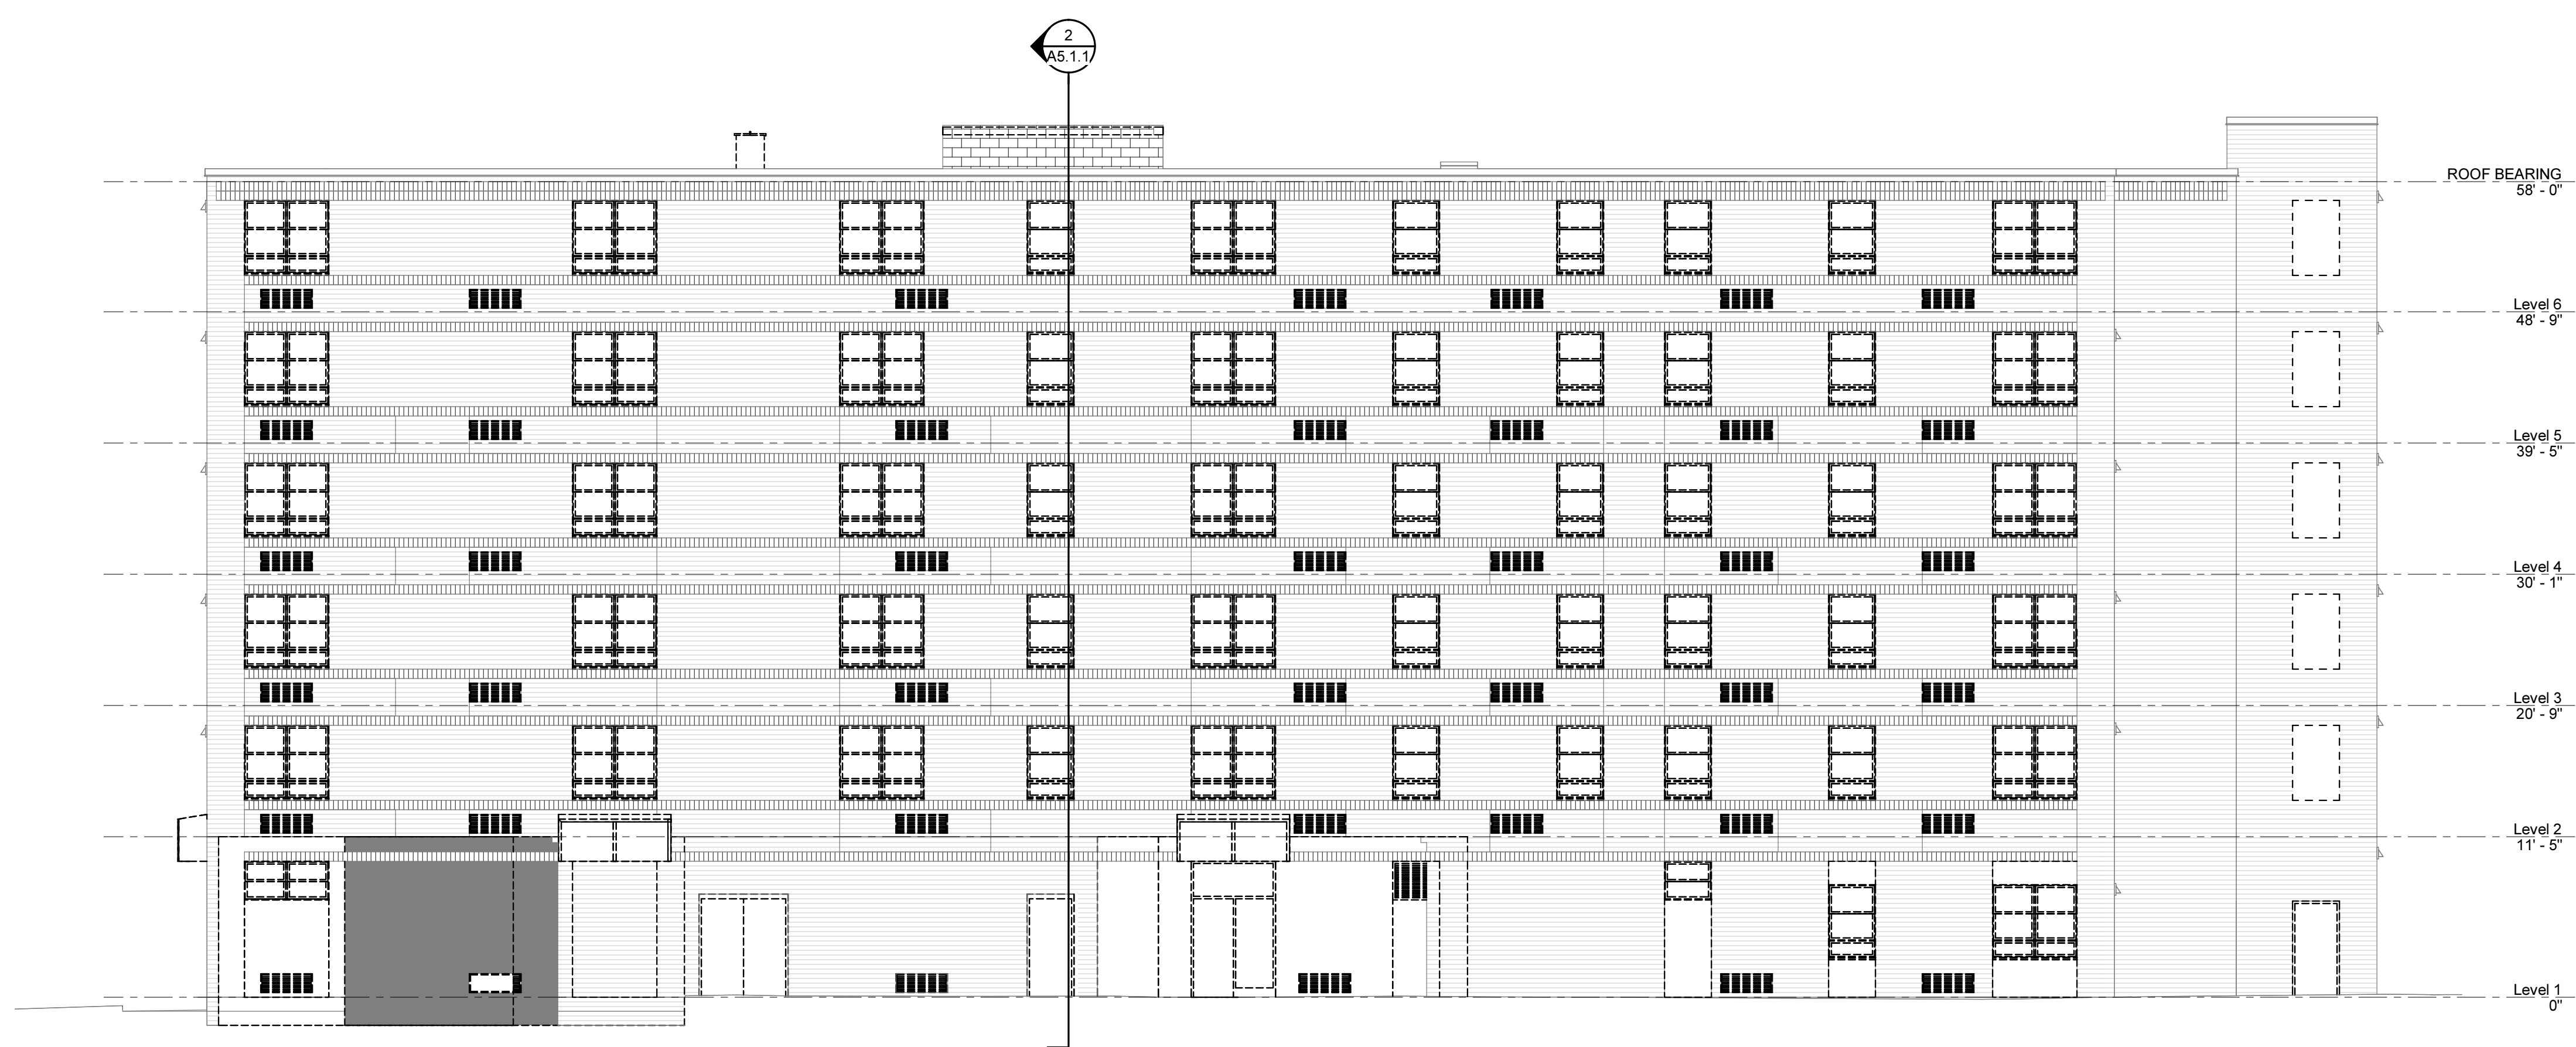 2
A5.1.1
ROOF BEARING
58' - 0"
Level 6
48' - 9"
Level 5
39' - 5"
Level 4
30' - 1"
Level 3
20' - 9"
Level 2
11' - 5"
Level 1
0"